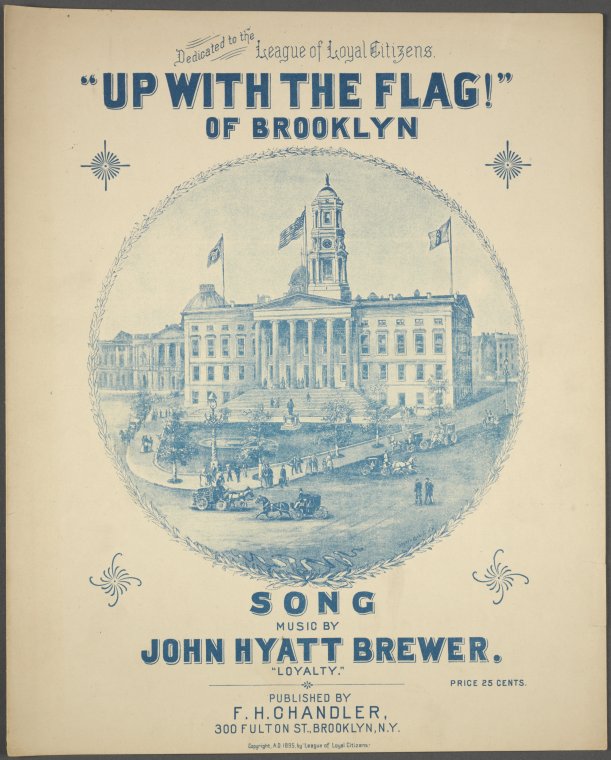 Dedicated to the League of Loyal Citizens.
"UP WITH THE FLAG!"
OF BROOKLYN
SONG
MUSIC BY
JOHN HYATT BREWER.
"LOYALTY."
PRICE 25 CENTS.
PUBLISHED BY
F. H. CHANDLER,
300 FULTON ST., BROOKLYN, N.Y.
Copyright, A.D. 1895, by "League of Loyal Citizens."